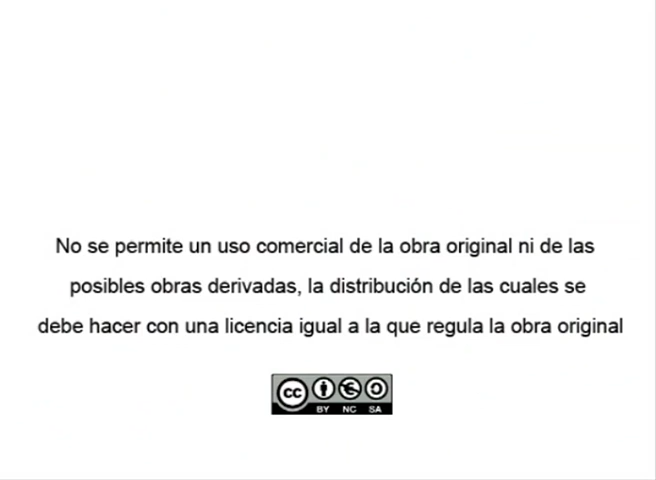 No se permite un uso comercial de la obra original ni de las
posibles obras derivadas, la distribución de las cuales se
debe hacer con una licencia igual a la que regula la obra original
cc
BY NC SA